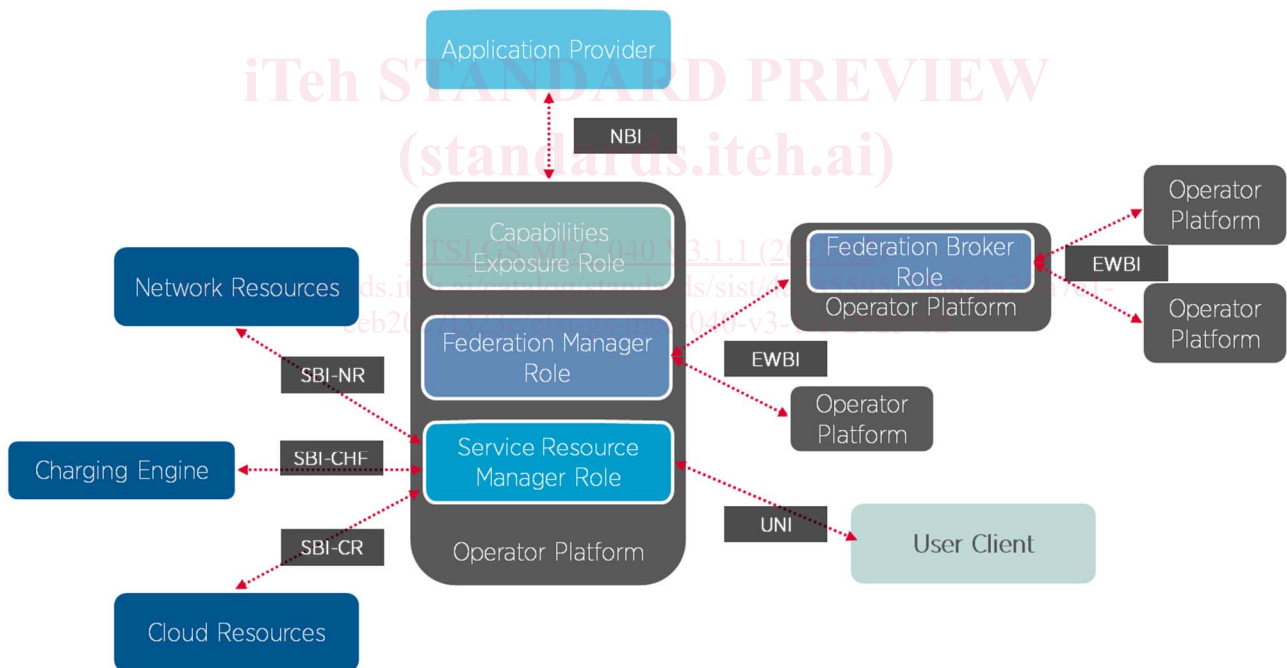 Application Provider
iTeh STANDARD PREVIEW
NBI
(standards.iteh.ai)
Operator
Platform
Capabilities
Exposure Role
Federation Broker
Role
Operator Platform
EWBI
Operator
Platform
Network Resources
Federation Manager
Role
EWBI
SBI-NR
Operator
Platform
Service Resource
Manager Role
SBI-CHF
Charging Engine
UNI
User Client
SBI-CR
Operator Platform
Cloud Resources